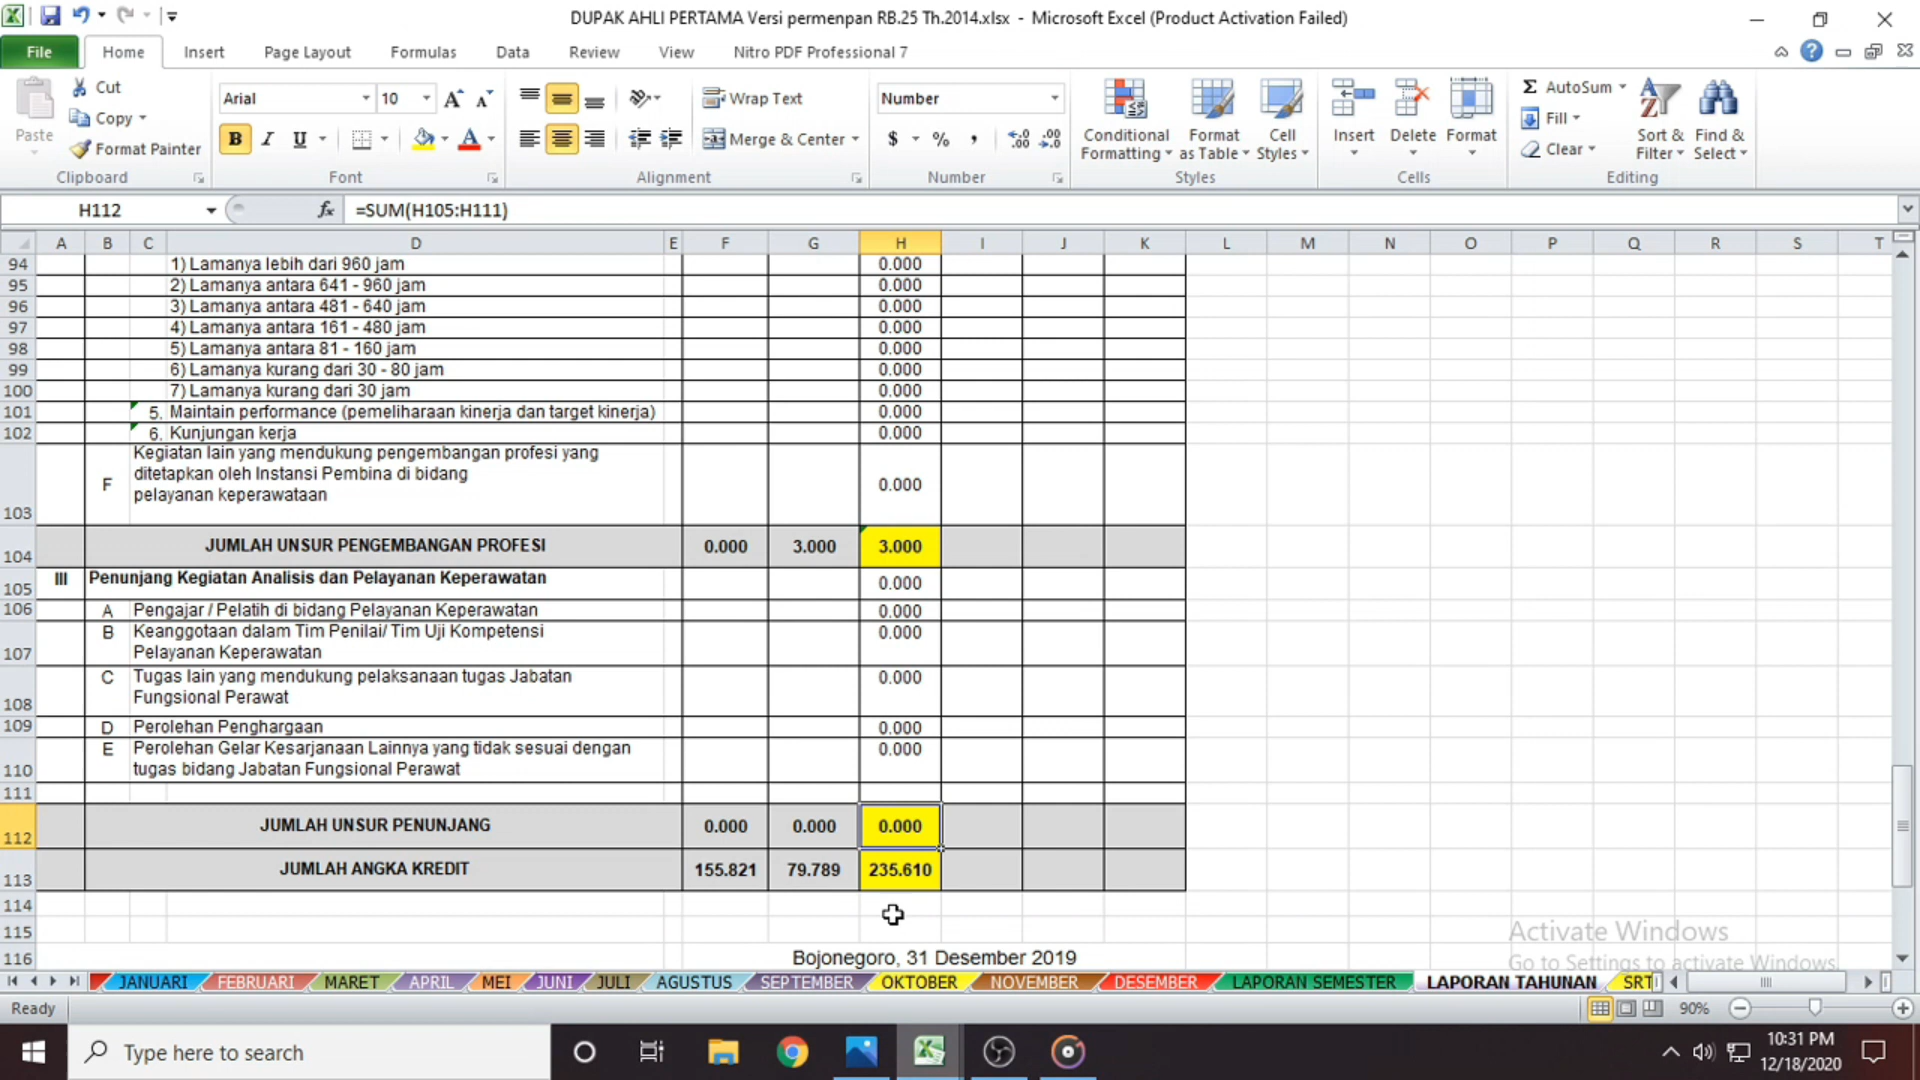 DUPAK AHLI PERTAMA Versi permenpan RB.25 Th.2014.xlsx - Microsoft Excel (Product Activation Failed)
File Home Insert Page Layout Formulas Data Review View Nitro PDF Professional 7
Paste
Cut
Copy
Format Painter
Clipboard
Arial 10
B I U
Font
Wrap Text
Merge & Center
Alignment
Number
$ % ,
Number
Conditional Formatting
Format as Table
Cell Styles
Styles
Insert Delete Format
Cells
AutoSum
Fill
Clear
Sort & Filter
Find & Select
Editing
H112 fx =SUM(H105:H111)
A B C D E F G H I J K L M N O P Q R S T
94 1) Lamanya lebih dari 960 jam 0.000
95 2) Lamanya antara 641 - 960 jam 0.000
96 3) Lamanya antara 481 - 640 jam 0.000
97 4) Lamanya antara 161 - 480 jam 0.000
98 5) Lamanya antara 81 - 160 jam 0.000
99 6) Lamanya kurang dari 30 - 80 jam 0.000
100 7) Lamanya kurang dari 30 jam 0.000
101 5. Maintain performance (pemeliharaan kinerja dan target kinerja) 0.000
102 6. Kunjungan kerja 0.000
Kegiatan lain yang mendukung pengembangan profesi yang
ditetapkan oleh Instansi Pembina di bidang
pelayanan keperawataan
103 F 0.000
104 JUMLAH UNSUR PENGEMBANGAN PROFESI 0.000 3.000 3.000
105 III Penunjang Kegiatan Analisis dan Pelayanan Keperawatan 0.000
106 A Pengajar / Pelatih di bidang Pelayanan Keperawatan 0.000
B Keanggotaan dalam Tim Penilai/ Tim Uji Kompetensi 0.000
107 Pelayanan Keperawatan
C Tugas lain yang mendukung pelaksanaan tugas Jabatan 0.000
108 Fungsional Perawat
109 D Perolehan Penghargaan 0.000
E Perolehan Gelar Kesarjanaan Lainnya yang tidak sesuai dengan 0.000
110 tugas bidang Jabatan Fungsional Perawat
111
112 JUMLAH UNSUR PENUNJANG 0.000 0.000 0.000
113 JUMLAH ANGKA KREDIT 155.821 79.789 235.610
114
115
116 Bojonegoro, 31 Desember 2019
Activate Windows
Go to Settings to activate Windows.
JANUARI FEBRUARI MARET APRIL MEI JUNI JULI AGUSTUS SEPTEMBER OKTOBER NOVEMBER DESEMBER LAPORAN SEMESTER LAPORAN TAHUNAN SRT
Ready 90%
Type here to search
10:31 PM
12/18/2020